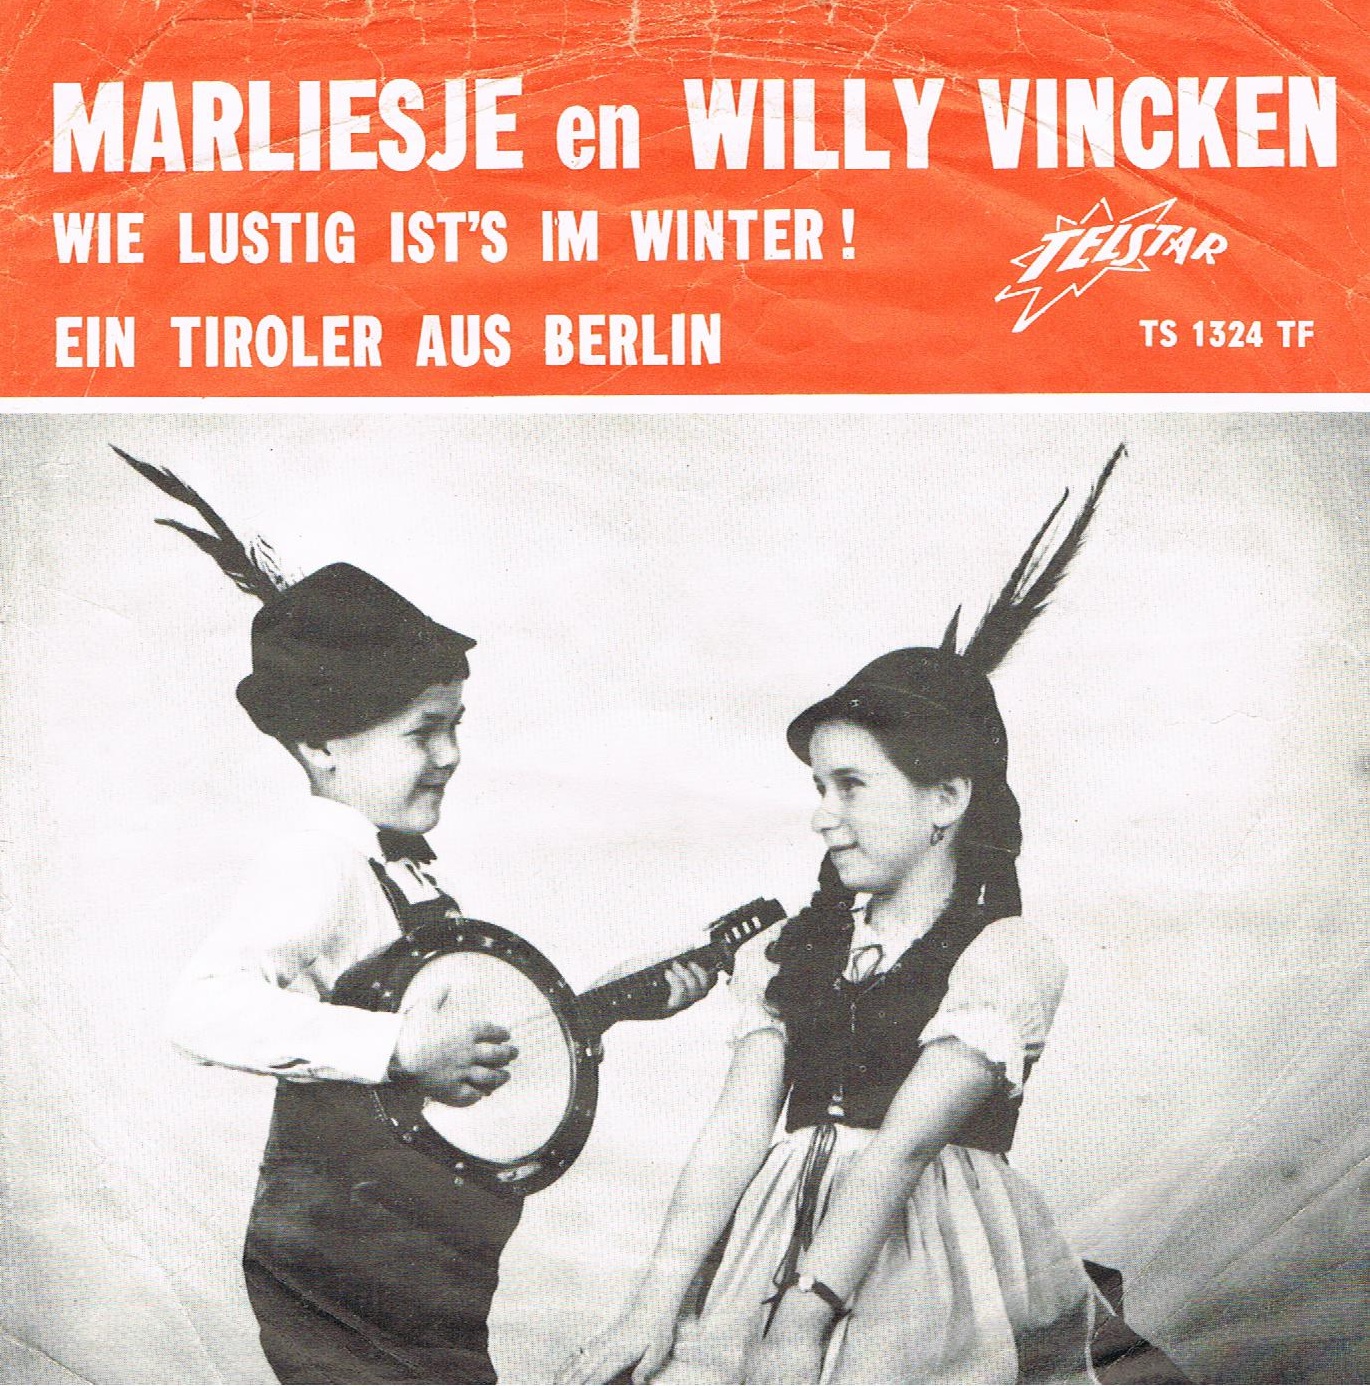 MARLIESJE en WILLY VINCKEN
WIE LUSTIG IST'S IM WINTER!
EIN TIROLER AUS BERLIN
TELSTAR
TS 1324 TF